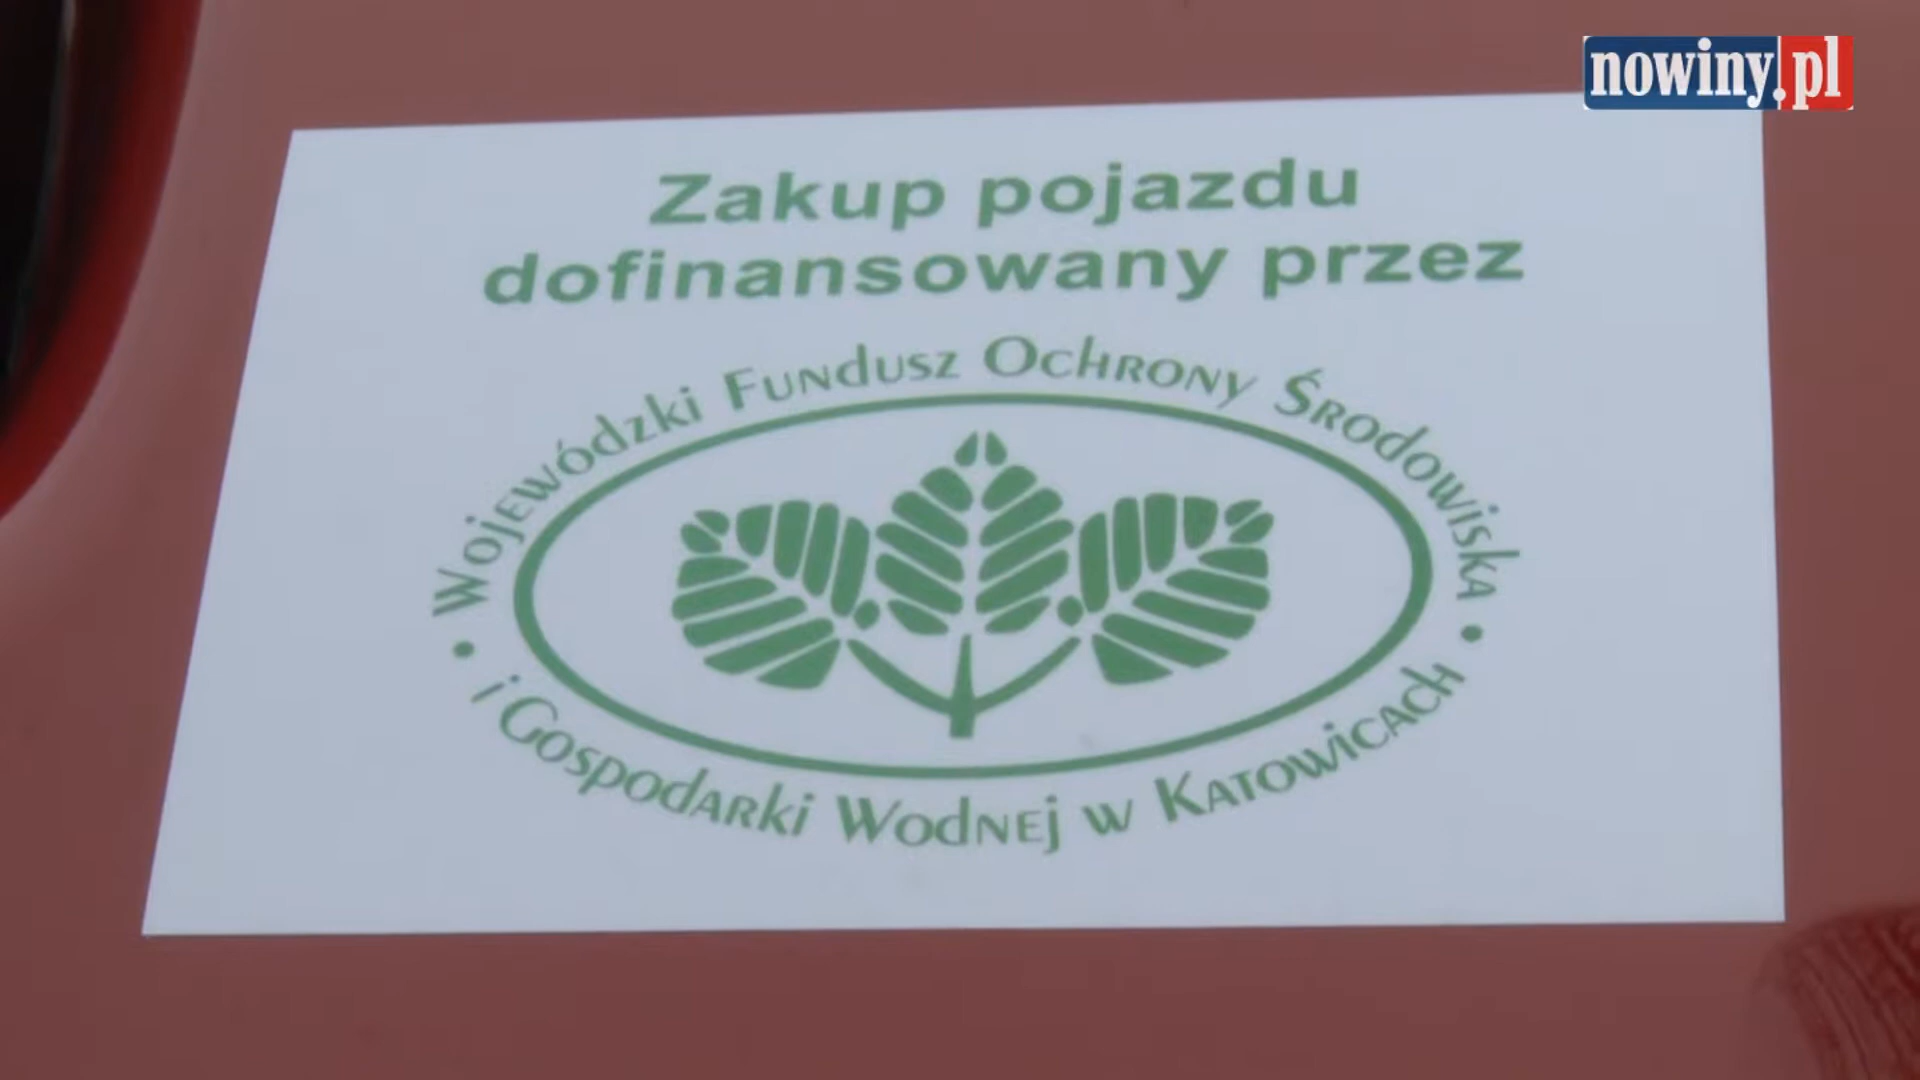 nowiny.pl
Zakup pojazdu
dofinansowany przez
Wojewódzki Fundusz Ochrony Środowiska
• i Gospodarki Wodnej w Katowicach •